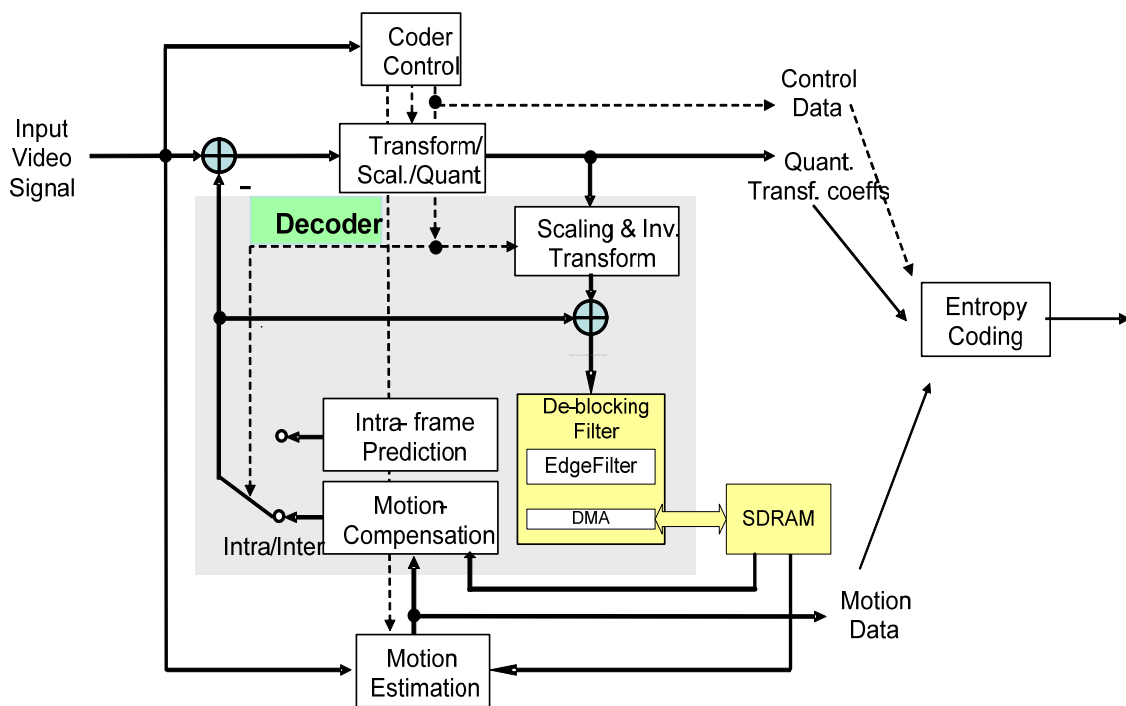 Coder
Control
Control
Data
Input
Video
Signal
Transform/
Scal./Quant
Quant.
Transf. coeffs
−
Decoder
Scaling & Inv.
Transform
Entropy
Coding
De-blocking
Filter
Intra- frame
Prediction
EdgeFilter
Motion-
Compensation
DMA
SDRAM
Intra/Inter
Motion
Data
Motion
Estimation